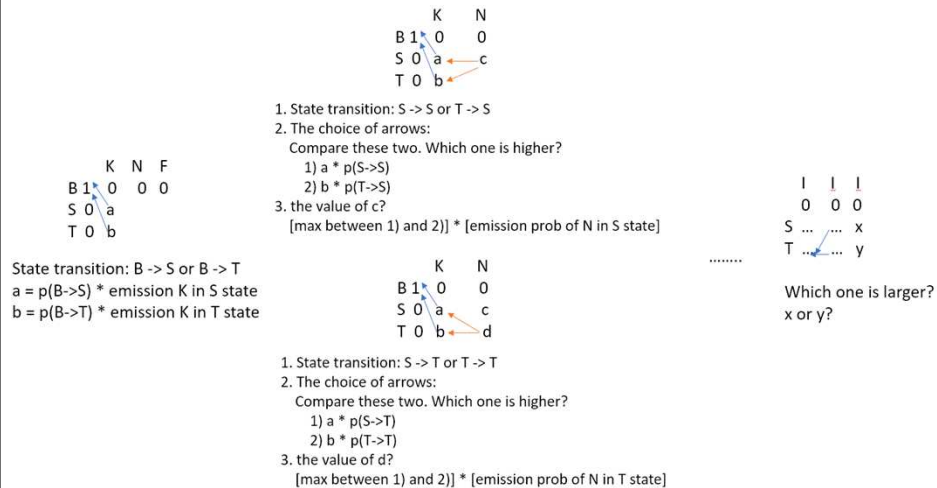 K N F
B 1 0 0 0
S 0 a
T 0 b
State transition: B -> S or B -> T
a = p(B->S) * emission K in S state
b = p(B->T) * emission K in T state
K N
B 1 0 0
S 0 a c
T 0 b
1. State transition: S -> S or T -> S
2. The choice of arrows:
Compare these two. Which one is higher?
1) a * p(S->S)
2) b * p(T->S)
3. the value of c?
[max between 1) and 2)] * [emission prob of N in S state]
K N
B 1 0 0
S 0 a c
T 0 b d
1. State transition: S -> T or T -> T
2. The choice of arrows:
Compare these two. Which one is higher?
1) a * p(S->T)
2) b * p(T->T)
3. the value of d?
[max between 1) and 2)] * [emission prob of N in T state]
........
I I I
0 0 0
S ... ... x
T ... ... y
Which one is larger?
x or y?